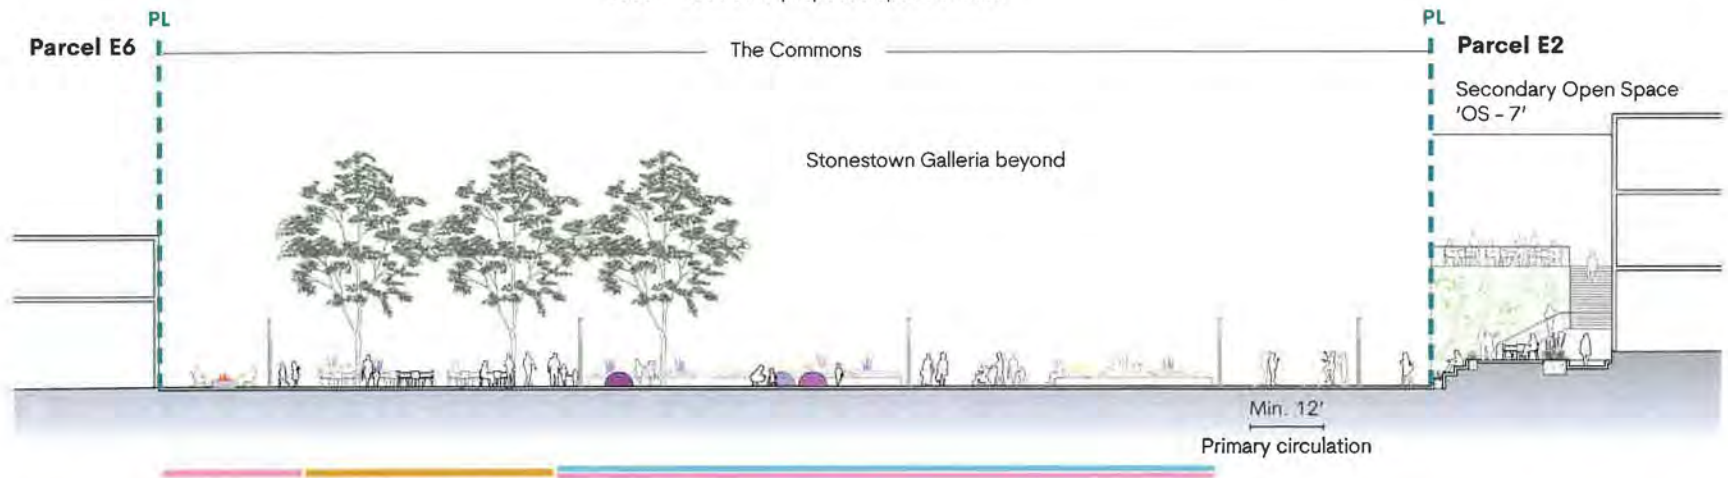 PL
PL
Parcel E6
The Commons
Parcel E2
Secondary Open Space
'OS - 7'
Stonestown Galleria beyond
Min. 12'
Primary circulation